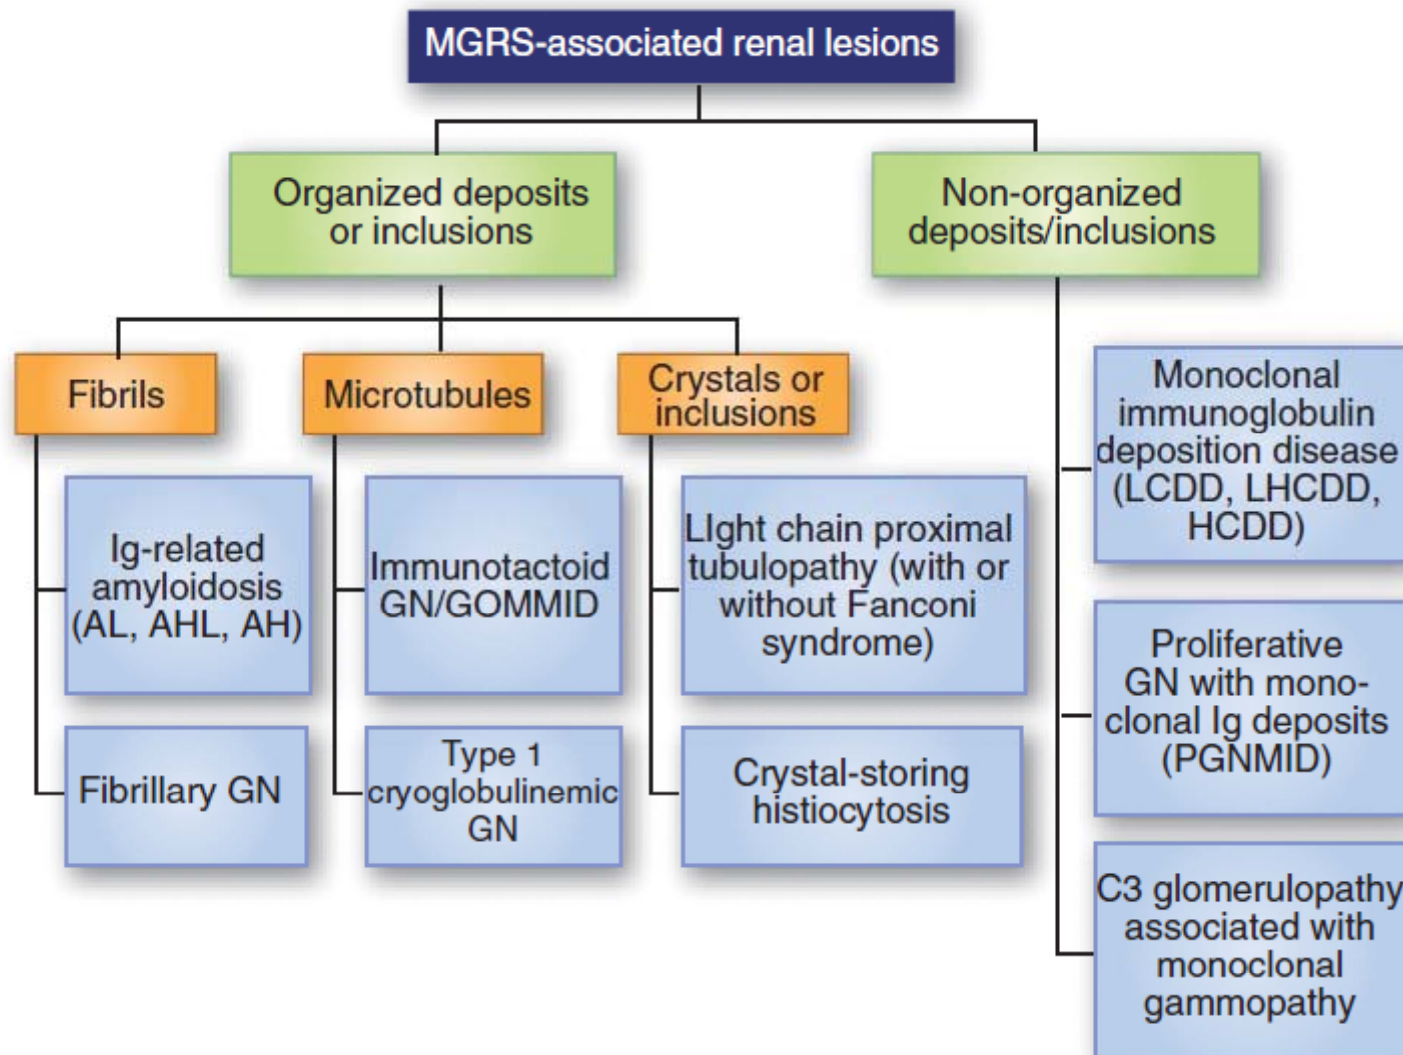 MGRS-associated renal lesions
Organized deposits
or inclusions
Non-organized
deposits/inclusions
Fibrils
Microtubules
Crystals or
inclusions
Ig-related
amyloidosis
(AL, AHL, AH)
Fibrillary GN
Immunotactoid
GN/GOMMID
Type 1
cryoglobulinemic
GN
LIght chain proximal
tubulopathy (with or
without Fanconi
syndrome)
Crystal-storing
histiocytosis
Monoclonal
immunoglobulin
deposition disease
(LCDD, LHCDD,
HCDD)
Proliferative
GN with mono-
clonal Ig deposits
(PGNMID)
C3 glomerulopathy
associated with
monoclonal
gammopathy